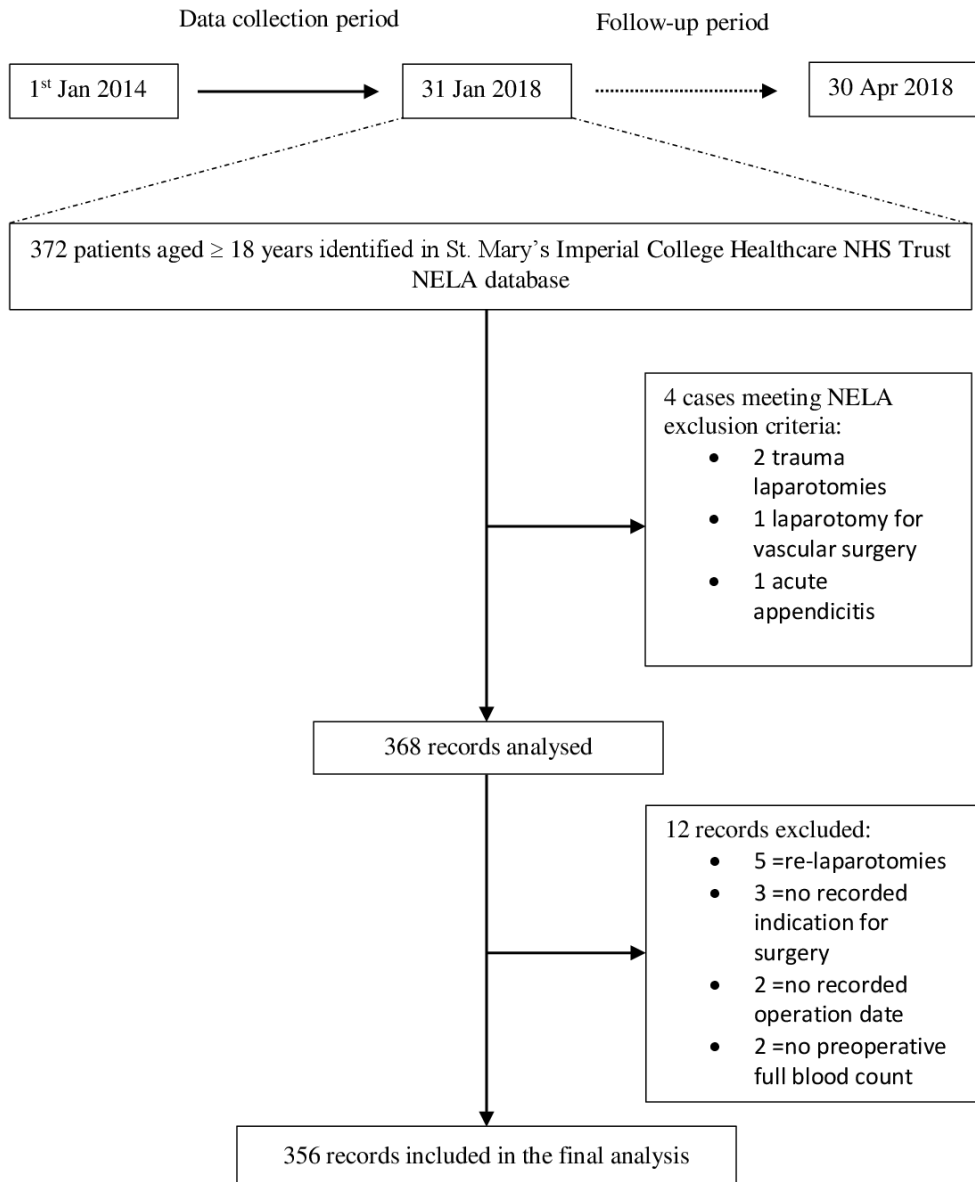 Data collection period
Follow-up period
1st Jan 2014
31 Jan 2018
30 Apr 2018
372 patients aged ≥ 18 years identified in St. Mary's Imperial College Healthcare NHS Trust
NELA database
4 cases meeting NELA
exclusion criteria:
• 2 trauma
laparotomies
• 1 laparotomy for
vascular surgery
• 1 acute
appendicitis
368 records analysed
12 records excluded:
• 5 =re-laparotomies
• 3 =no recorded
indication for
surgery
• 2 =no recorded
operation date
• 2 =no preoperative
full blood count
356 records included in the final analysis